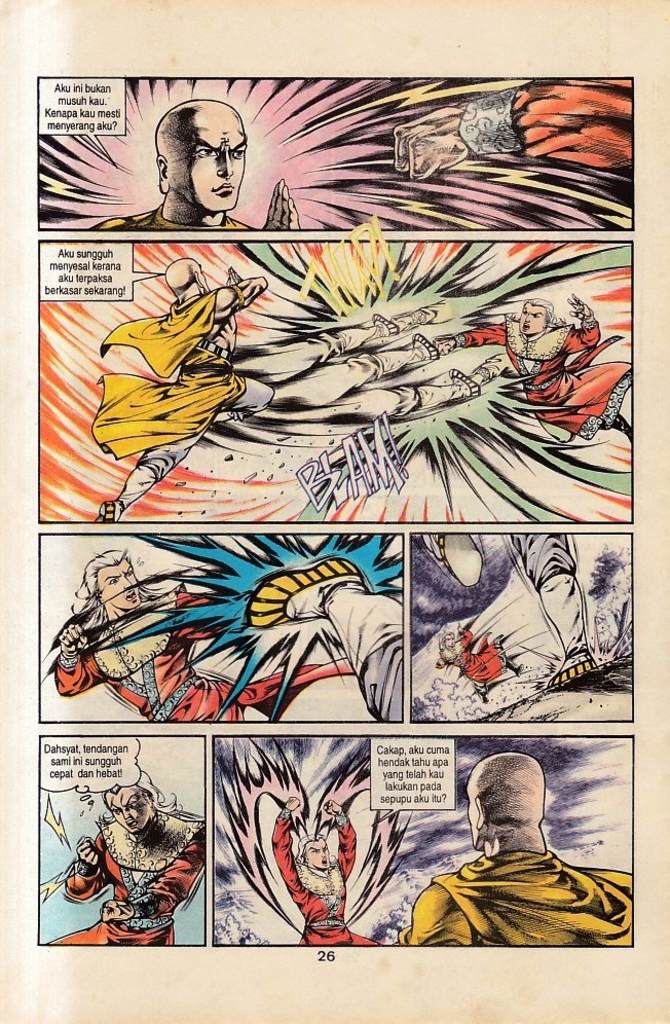 Aku ini bukan
musuh kau.
Kenapa kau mesti
menyerang aku?
Aku sungguh
menyesal kerana
aku terpaksa
berkasar sekarang!
BLAM!
Dahsyat, tendangan
sami ini sungguh
cepat dan hebat!
Cakap, aku cuma
hendak tahu apa
yang telah kau
lakukan pada
sepupu aku itu?
26